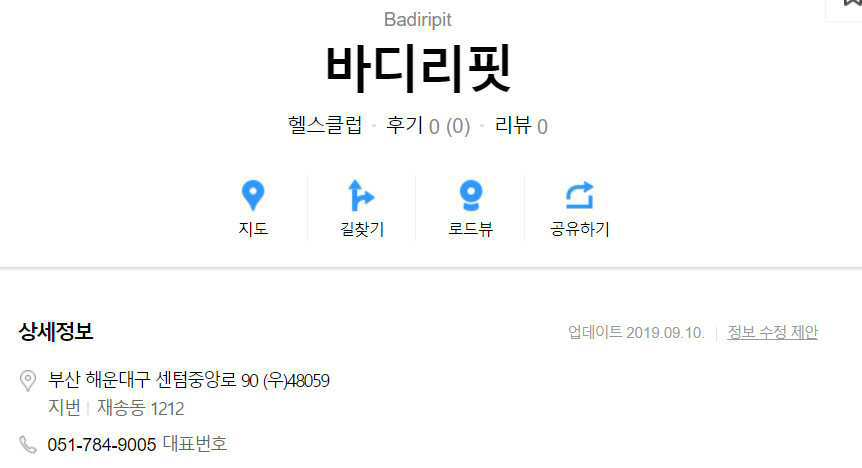 Badiripit
바디리핏
헬스클럽 · 후기 0 (0) · 리뷰 0
지도 길찾기 로드뷰 공유하기
상세정보 업데이트 2019.09.10. 정보 수정 제안
부산 해운대구 센텀중앙로 90 (우)48059
지번 재송동 1212
051-784-9005 대표번호